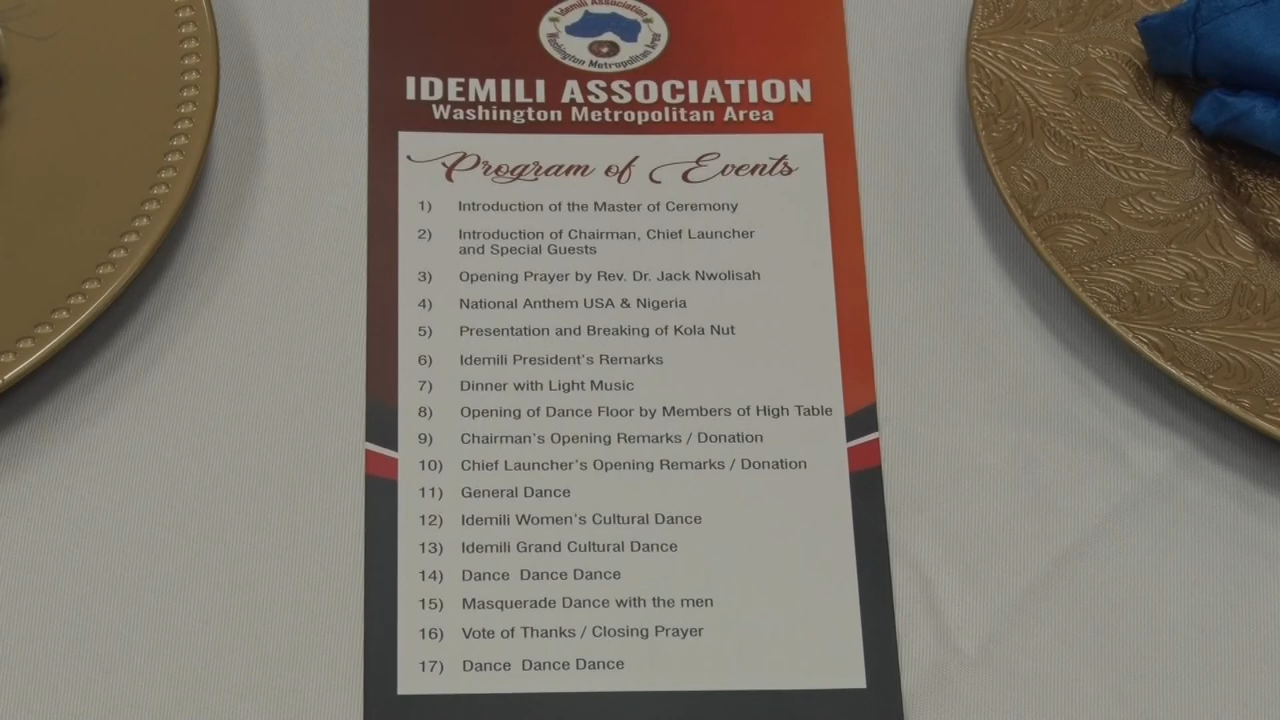 Idemili Association
Washington Metropolitan Area
IDEMILI ASSOCIATION
Washington Metropolitan Area
Program of Events
1) Introduction of the Master of Ceremony
2) Introduction of Chairman, Chief Launcher
and Special Guests
3) Opening Prayer by Rev. Dr. Jack Nwolisah
4) National Anthem USA & Nigeria
5) Presentation and Breaking of Kola Nut
6) Idemili President's Remarks
7) Dinner with Light Music
8) Opening of Dance Floor by Members of High Table
9) Chairman's Opening Remarks / Donation
10) Chief Launcher's Opening Remarks / Donation
11) General Dance
12) Idemili Women's Cultural Dance
13) Idemili Grand Cultural Dance
14) Dance Dance Dance
15) Masquerade Dance with the men
16) Vote of Thanks / Closing Prayer
17) Dance Dance Dance